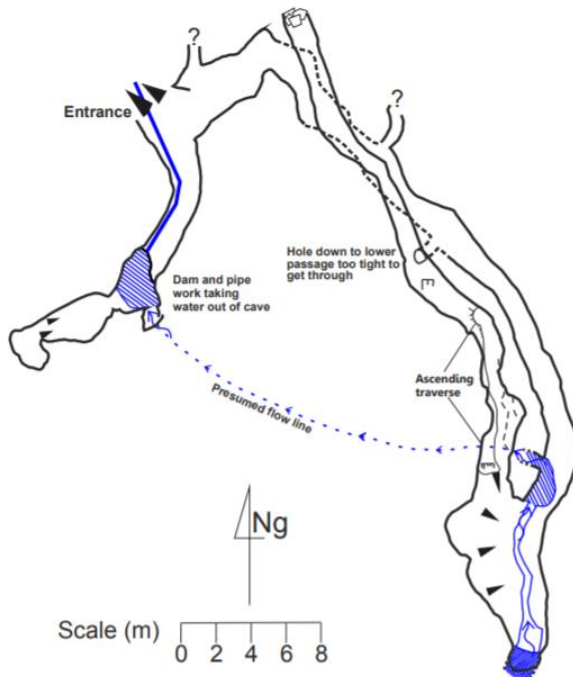 ?
?
Entrance
Hole down to lower
passage too tight to
get through
E
Dam and pipe
work taking
water out of cave
Ascending
traverse
Presumed flow line
E
Ng
Scale (m)
0 2 4 6 8